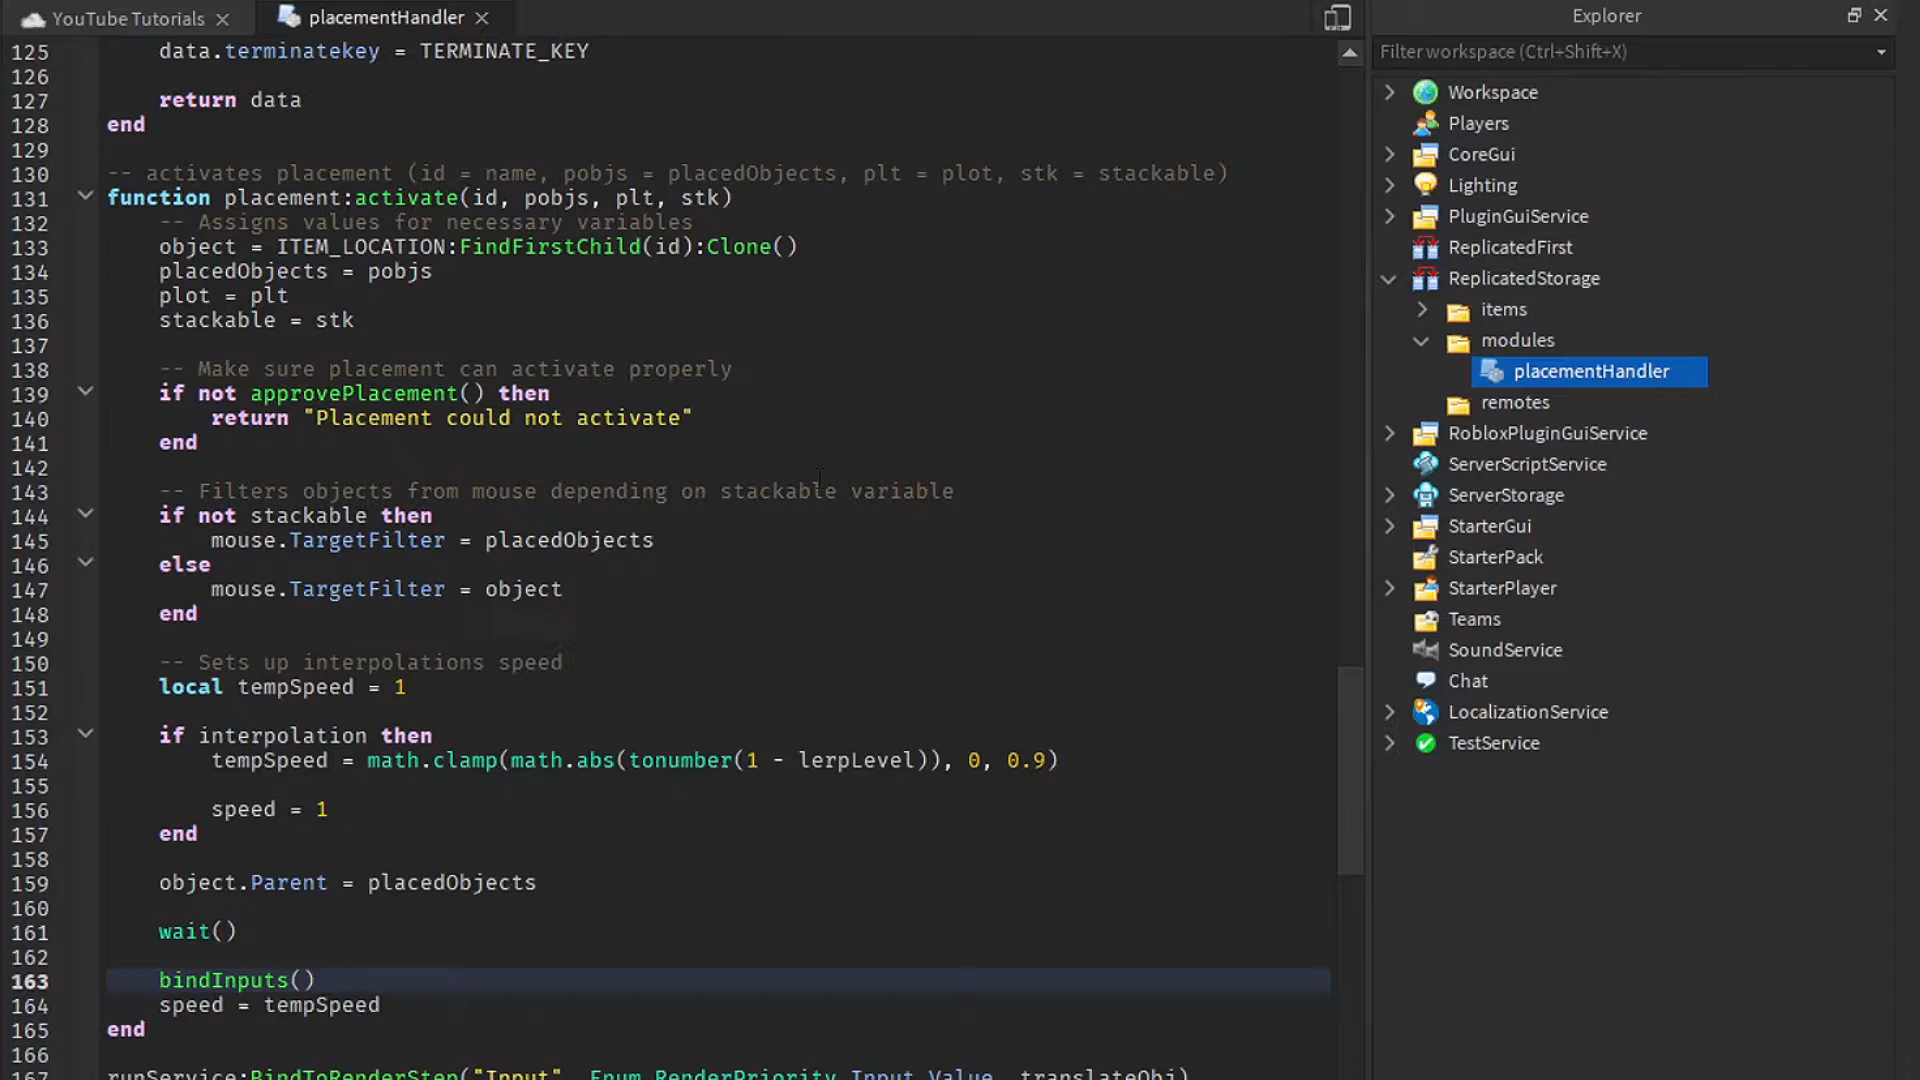 YouTube Tutorials
placementHandler
125 data.terminatekey = TERMINATE_KEY
126
127 return data
128 end
129
130 -- activates placement (id = name, pobjs = placedObjects, plt = plot, stk = stackable)
131 function placement:activate(id, pobjs, plt, stk)
132 -- Assigns values for necessary variables
133 object = ITEM_LOCATION:FindFirstChild(id):Clone()
134 placedObjects = pobjs
135 plot = plt
136 stackable = stk
137
138 -- Make sure placement can activate properly
139 if not approvePlacement() then
140 return "Placement could not activate"
141 end
142
143 -- Filters objects from mouse depending on stackable variable
144 if not stackable then
145 mouse.TargetFilter = placedObjects
146 else
147 mouse.TargetFilter = object
148 end
149
150 -- Sets up interpolations speed
151 local tempSpeed = 1
152
153 if interpolation then
154 tempSpeed = math.clamp(math.abs(tonumber(1 - lerpLevel)), 0, 0.9)
155
156 speed = 1
157 end
158
159 object.Parent = placedObjects
160
161 wait()
162
163 bindInputs()
164 speed = tempSpeed
165 end
166
167 runService:BindToRenderStep("Input", Enum.RenderPriority.Input.Value, translateObj)
Explorer
Filter workspace (Ctrl+Shift+X)
Workspace
Players
CoreGui
Lighting
PluginGuiService
ReplicatedFirst
ReplicatedStorage
items
modules
placementHandler
remotes
RobloxPluginGuiService
ServerScriptService
ServerStorage
StarterGui
StarterPack
StarterPlayer
Teams
SoundService
Chat
LocalizationService
TestService